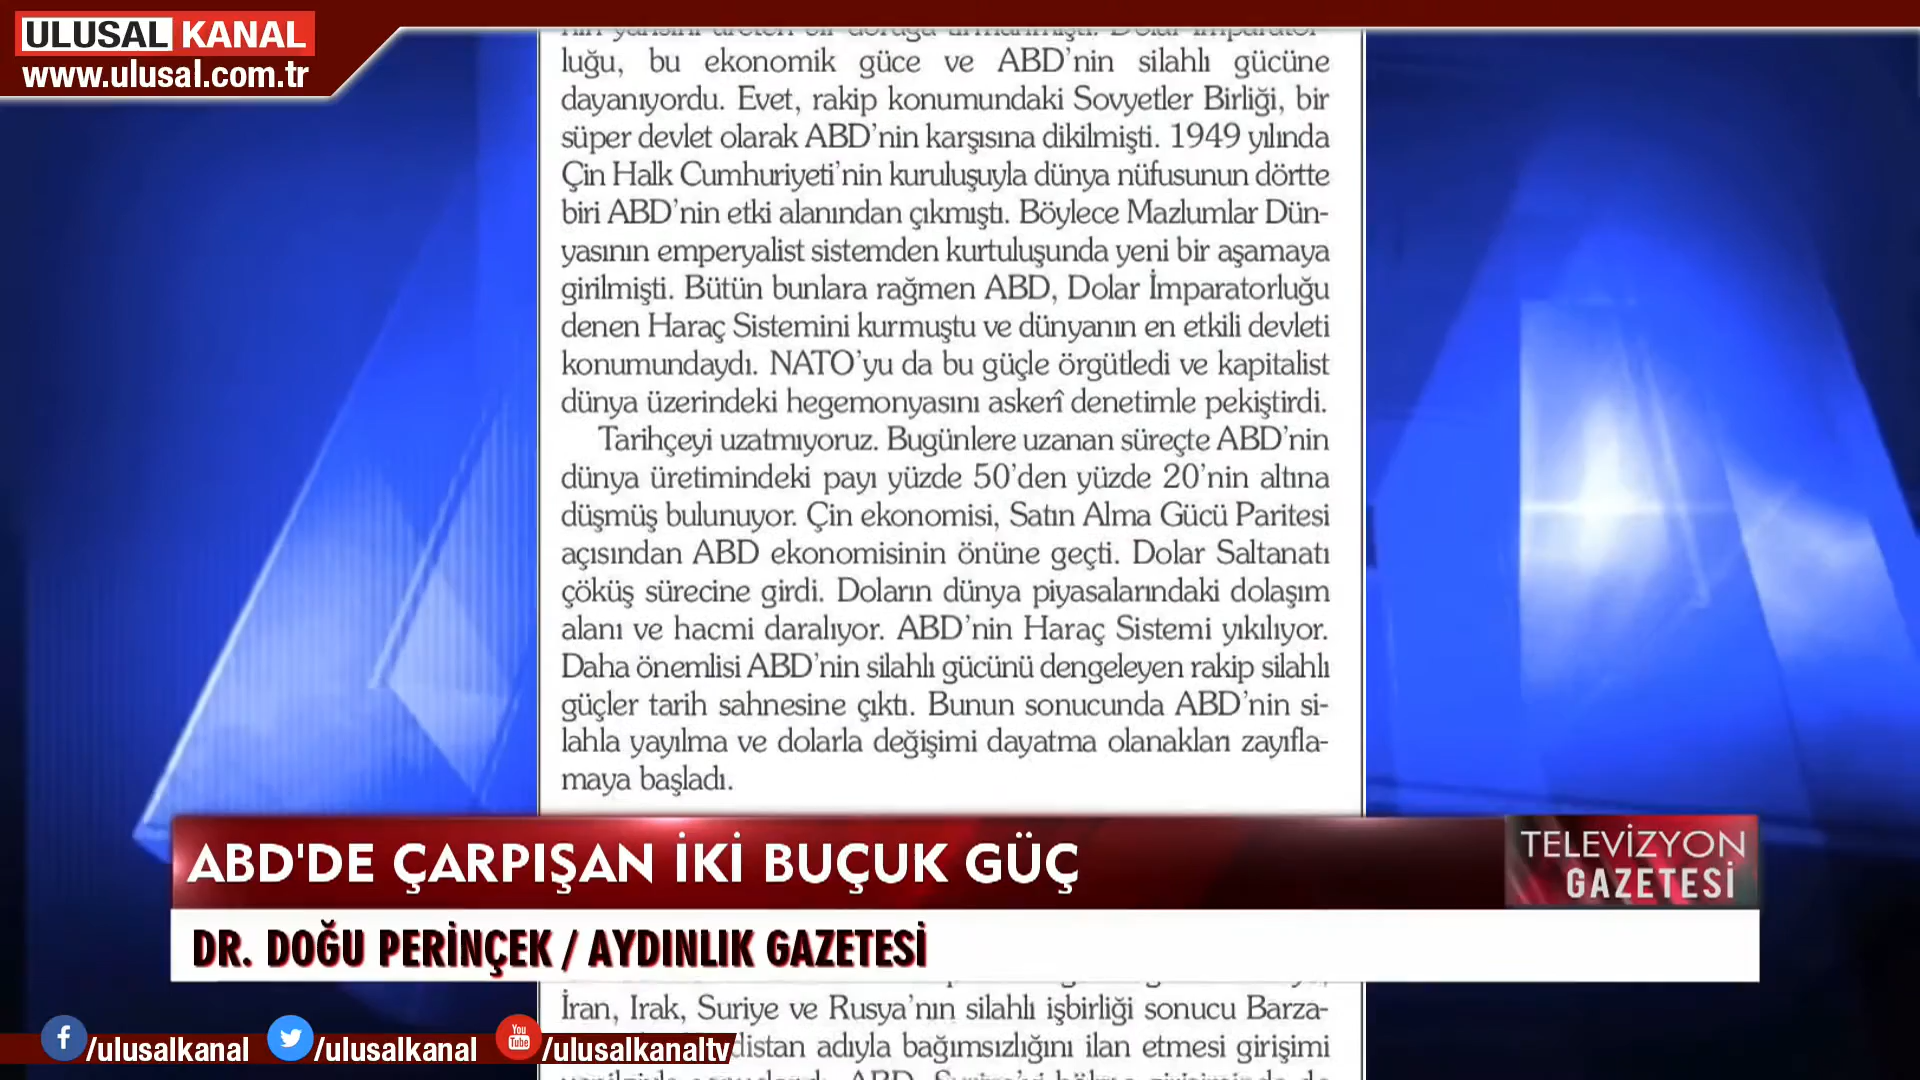 ULUSAL KANAL
www.ulusal.com.tr
luğu, bu ekonomik güce ve ABD'nin silahlı gücüne
dayanıyordu. Evet, rakip konumundaki Sovyetler Birliği, bir
süper devlet olarak ABD'nin karşısına dikilmişti. 1949 yılında
Çin Halk Cumhuriyeti'nin kuruluşuyla dünya nüfusunun dörtte
biri ABD'nin etki alanından çıkmıştı. Böylece Mazlumlar Dün-
yasının emperyalist sistemden kurtuluşunda yeni bir aşamaya
girilmişti. Bütün bunlara rağmen ABD, Dolar İmparatorluğu
denen Haraç Sistemini kurmuştu ve dünyanın en etkili devleti
konumundaydı. NATO'yu da bu güçle örgütledi ve kapitalist
dünya üzerindeki hegemonyasını askerî denetimle pekiştirdi.
Tarihçeyi uzatmıyoruz. Bugünlere uzanan süreçte ABD'nin
dünya üretimindeki payı yüzde 50'den yüzde 20'nin altına
düşmüş bulunuyor. Çin ekonomisi, Satın Alma Gücü Paritesi
açısından ABD ekonomisinin önüne geçti. Dolar Saltanatı
çöküş sürecine girdi. Doların dünya piyasalarındaki dolaşım
alanı ve hacmi daralıyor. ABD'nin Haraç Sistemi yıkılıyor.
Daha önemlisi ABD'nin silahlı gücünü dengeleyen rakip silahlı
güçler tarih sahnesine çıktı. Bunun sonucunda ABD'nin si-
lahla yayılma ve dolarla değişimi dayatma olanakları zayıfla-
maya başladı.
ABD'DE ÇARPIŞAN İKİ BUÇUK GÜÇ
TELEVİZYON
GAZETESİ
DR. DOĞU PERİNÇEK / AYDINLIK GAZETESİ
İran, Irak, Suriye ve Rusya'nın silahlı işbirliği sonucu Barza-
distan adıyla bağımsızlığını ilan etmesi girişimi
/ulusalkanal
/ulusalkanal
You Tube
/ulusalkanaltv